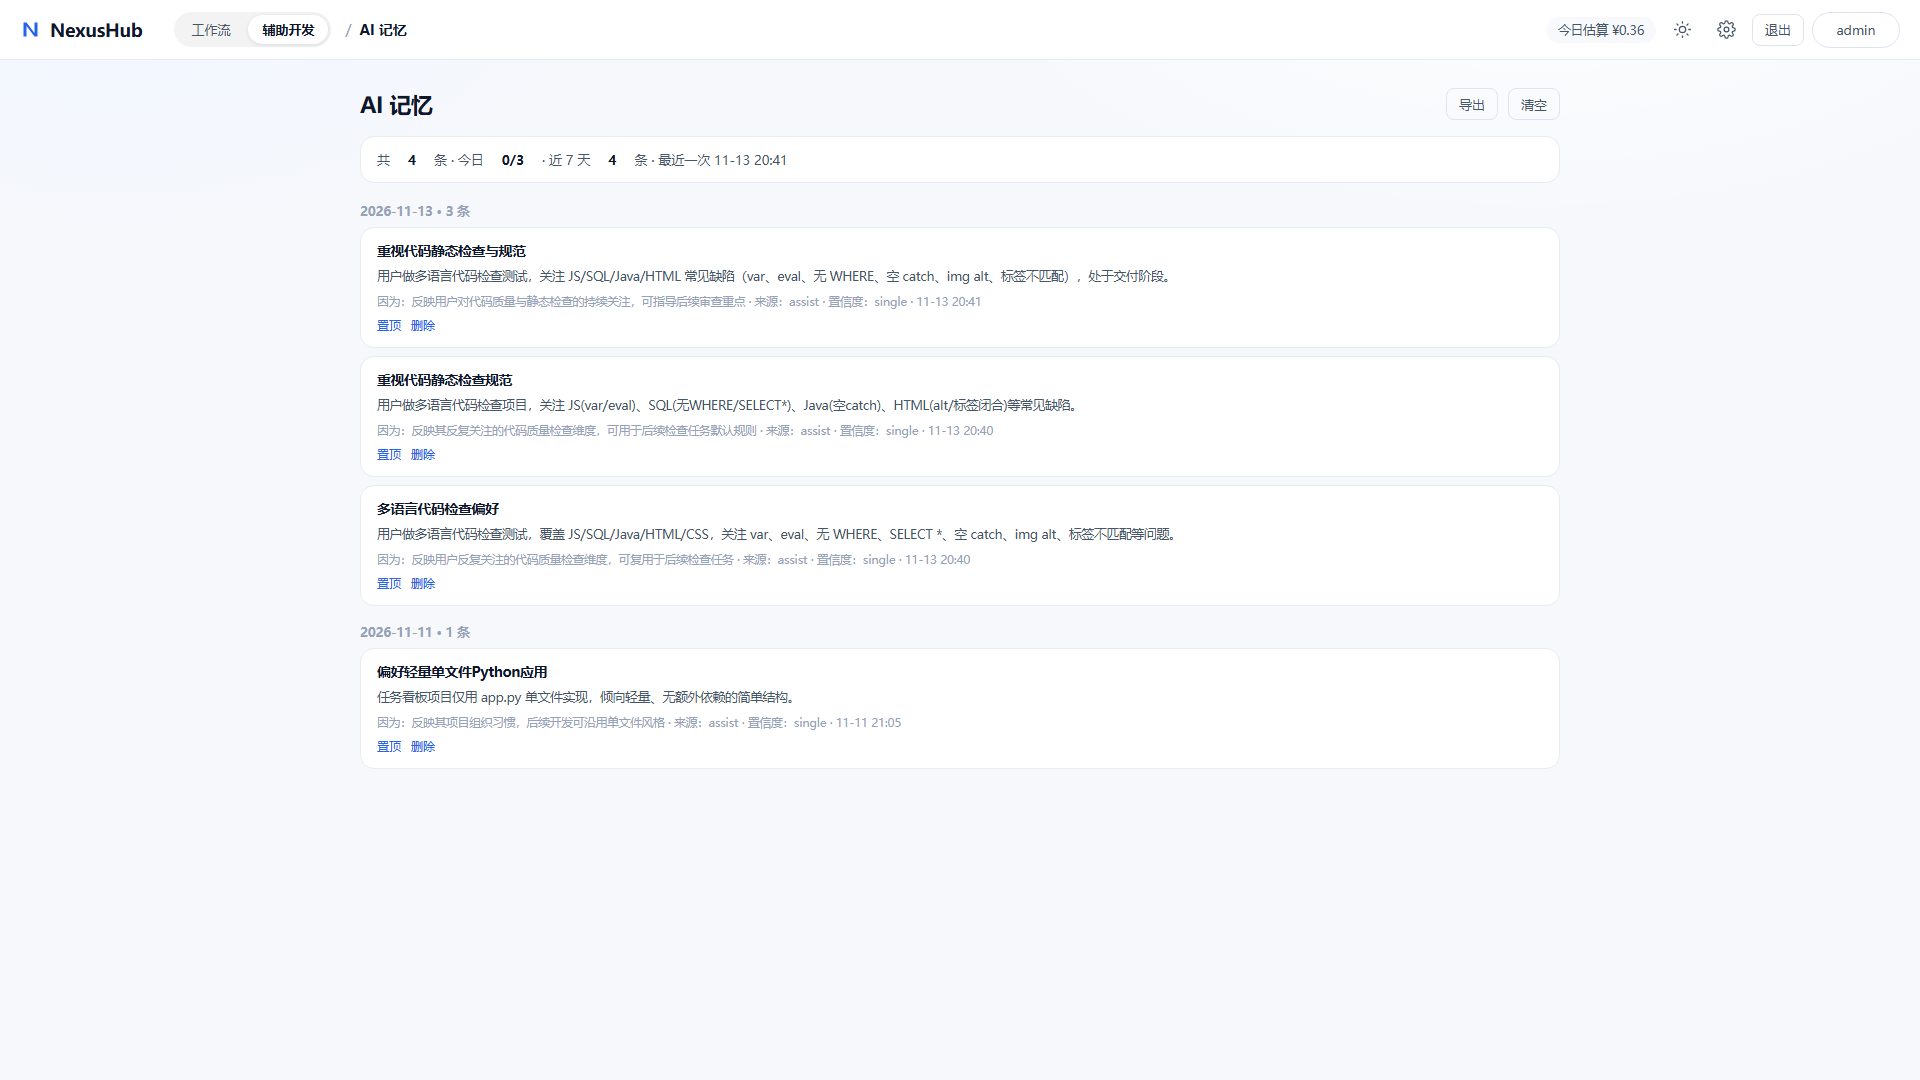 NexusHub 工作流 辅助开发 / AI 记忆 今日估算 ¥0.36 退出 admin
AI 记忆 导出 清空
共 4 条 · 今日 0/3 · 近 7 天 4 条 · 最近一次 11-13 20:41
2026-11-13 • 3 条
重视代码静态检查与规范
用户做多语言代码检查测试，关注 JS/SQL/Java/HTML 常见缺陷（var、eval、无 WHERE、空 catch、img alt、标签不匹配），处于交付阶段。
因为：反映用户对代码质量与静态检查的持续关注，可指导后续审查重点 · 来源：assist · 置信度：single · 11-13 20:41
置顶 删除
重视代码静态检查规范
用户做多语言代码检查项目，关注 JS(var/eval)、SQL(无WHERE/SELECT*)、Java(空catch)、HTML(alt/标签闭合)等常见缺陷。
因为：反映其反复关注的代码质量检查维度，可用于后续检查任务默认规则 · 来源：assist · 置信度：single · 11-13 20:40
置顶 删除
多语言代码检查偏好
用户做多语言代码检查测试，覆盖 JS/SQL/Java/HTML/CSS，关注 var、eval、无 WHERE、SELECT *、空 catch、img alt、标签不匹配等问题。
因为：反映用户反复关注的代码质量检查维度，可复用于后续检查任务 · 来源：assist · 置信度：single · 11-13 20:40
置顶 删除
2026-11-11 • 1 条
偏好轻量单文件Python应用
任务看板项目仅用 app.py 单文件实现，倾向轻量、无额外依赖的简单结构。
因为：反映其项目组织习惯，后续开发可沿用单文件风格 · 来源：assist · 置信度：single · 11-11 21:05
置顶 删除